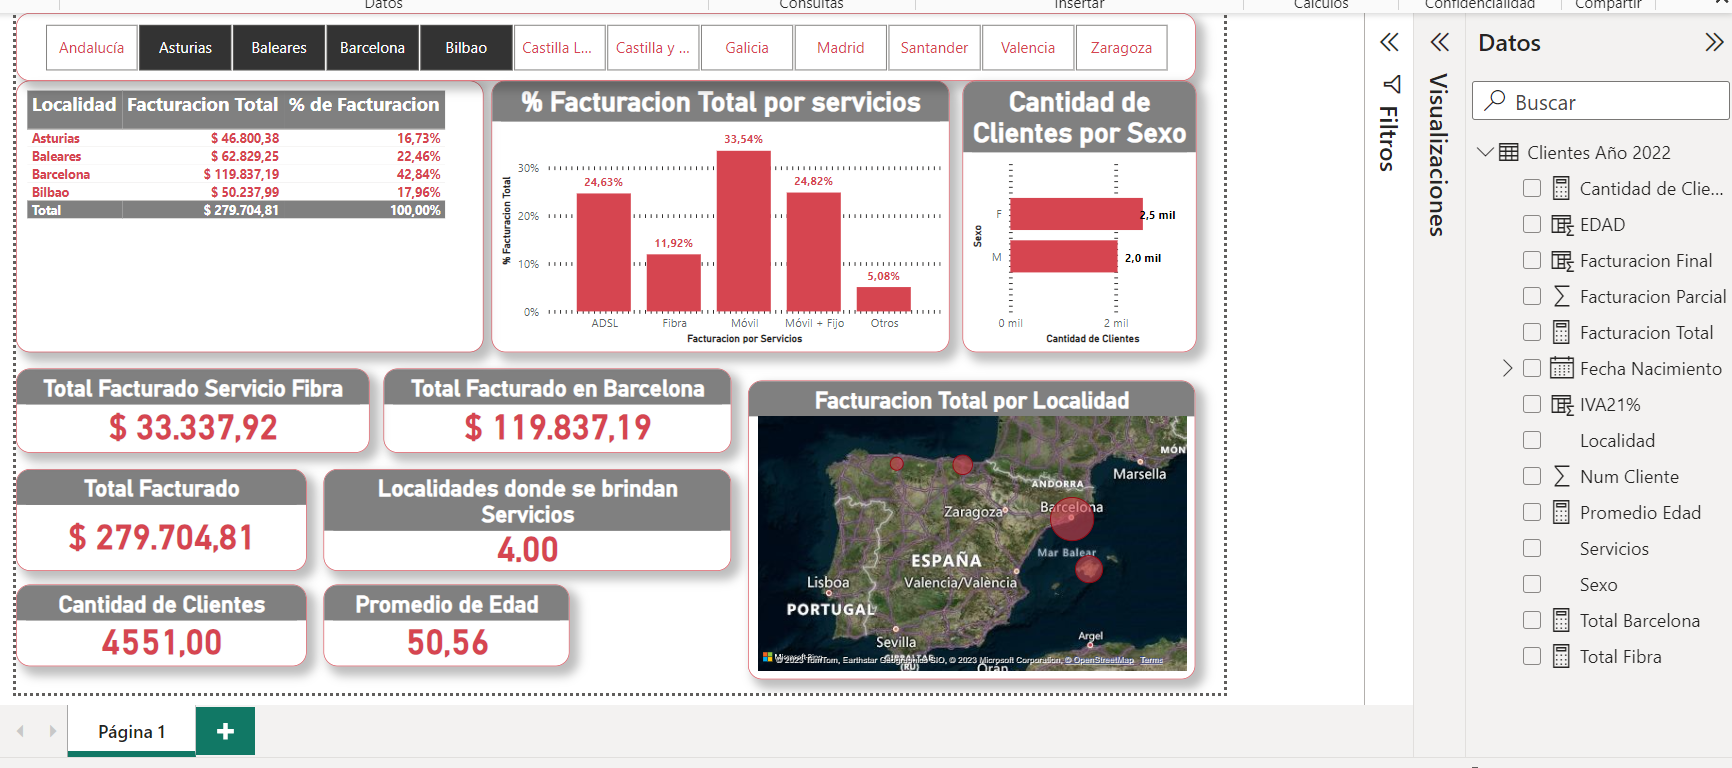 Datos Consultas Insertar Cálculos Confidencialidad Compartir
Andalucía Asturias Baleares Barcelona Bilbao Castilla L... Castilla y ... Galicia Madrid Santander Valencia Zaragoza
Localidad Facturacion Total % de Facturacion
Asturias $ 46.800,38 16,73%
Baleares $ 62.829,25 22,46%
Barcelona $ 119.837,19 42,84%
Bilbao $ 50.237,99 17,96%
Total $ 279.704,81 100,00%
% Facturacion Total por servicios
% Facturacion Total
30%
20%
10%
0%
24,63%
11,92%
33,54%
24,82%
5,08%
ADSL Fibra Móvil Móvil + Fijo Otros
Facturacion por Servicios
Cantidad de
Clientes por Sexo
Sexo
F 2,5 mil
M 2,0 mil
0 mil 2 mil
Cantidad de Clientes
Total Facturado Servicio Fibra
$ 33.337,92
Total Facturado en Barcelona
$ 119.837,19
Total Facturado
$ 279.704,81
Localidades donde se brindan
Servicios
4.00
Cantidad de Clientes
4551,00
Promedio de Edad
50,56
Facturacion Total por Localidad
MÓN
Marsella
ANDORRA
Zaragoza
Barcelona
Mar Balear
ESPAÑA
Valencia/València
Lisboa
PORTUGAL
Sevilla
Argel
GIBRALTAR
(RU)
Orán
Microsoft Bing
© 2023 TomTom, Earthstar Geographics SIO, © 2023 Microsoft Corporation, © OpenStreetMap Terms
Filtros
Visualizaciones
Datos
Buscar
Clientes Año 2022
Cantidad de Clie...
EDAD
Facturacion Final
Facturacion Parcial
Facturacion Total
Fecha Nacimiento
IVA21%
Localidad
Num Cliente
Promedio Edad
Servicios
Sexo
Total Barcelona
Total Fibra
Página 1